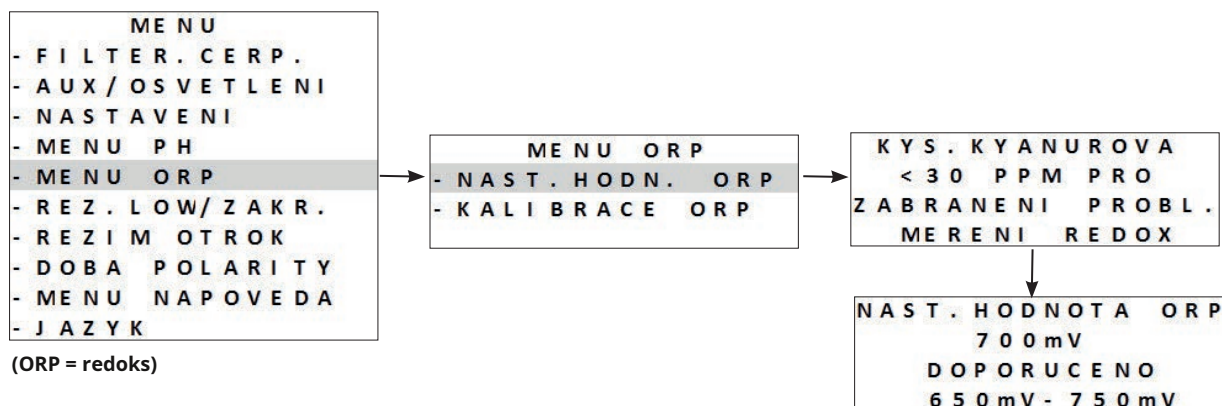 MENU
- FILTER. CERP.
- AUX/OSVETLENI
- NASTAVENI
- MENU PH
- MENU ORP
- REZ. LOW/ZAKR.
- REZIM OTROK
- DOBA POLARITY
- MENU NAPOVEDA
- JAZYK
(ORP = redoks)
MENU ORP
- NAST. HODN. ORP
- KALIBRACE ORP
KYS. KYANUROVA
<30 PPM PRO
ZABRANENI PROBL.
MERENI REDOX
NAST. HODNOTA ORP
700mV
DOPORUCENO
650mV- 750mV